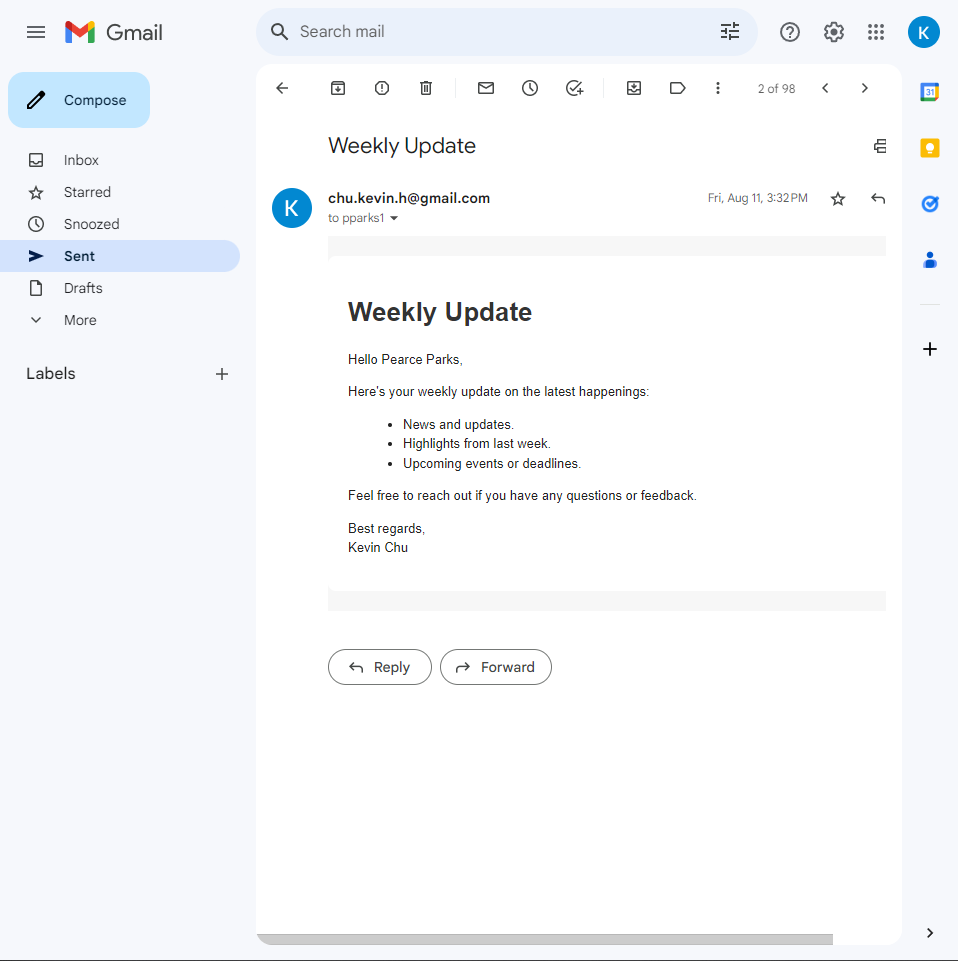 Gmail
Search mail
K
Compose
Inbox
Starred
Snoozed
Sent
Drafts
More
Labels
2 of 98
31
Weekly Update
K
chu.kevin.h@gmail.com
Fri, Aug 11, 3:32 PM
to pparks1
Weekly Update
Hello Pearce Parks,
Here's your weekly update on the latest happenings:
• News and updates.
• Highlights from last week.
• Upcoming events or deadlines.
Feel free to reach out if you have any questions or feedback.
Best regards,
Kevin Chu
Reply
Forward